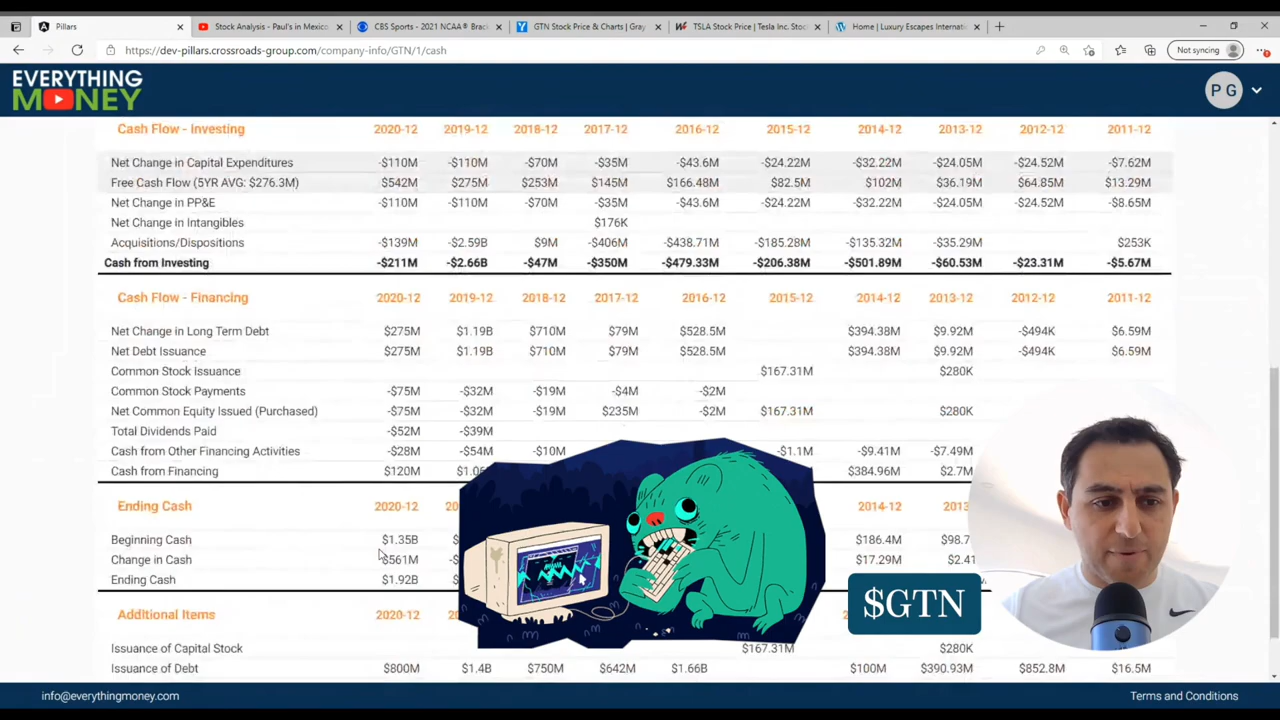 Pillars
Stock Analysis - Paul's in Mexico
CBS Sports - 2021 NCAA® Brack
GTN Stock Price & Charts | Gray
TSLA Stock Price | Tesla Inc. Stoc
Home | Luxury Escapes Internatio
https://dev-pillars.crossroads-group.com/company-info/GTN/1/cash
Not syncing
EVERYTHING
MONEY
P G
Cash Flow - Investing 2020-12 2019-12 2018-12 2017-12 2016-12 2015-12 2014-12 2013-12 2012-12 2011-12
Net Change in Capital Expenditures -$110M -$110M -$70M -$35M -$43.6M -$24.22M -$32.22M -$24.05M -$24.52M -$7.62M
Free Cash Flow (5YR AVG: $276.3M) $542M $275M $253M $145M $166.48M $82.5M $102M $36.19M $64.85M $13.29M
Net Change in PP&E -$110M -$110M -$70M -$35M -$43.6M -$24.22M -$32.22M -$24.05M -$24.52M -$8.65M
Net Change in Intangibles $176K
Acquisitions/Dispositions -$139M -$2.59B $9M -$406M -$438.71M -$185.28M -$135.32M -$35.29M $253K
Cash from Investing -$211M -$2.66B -$47M -$350M -$479.33M -$206.38M -$501.89M -$60.53M -$23.31M -$5.67M
Cash Flow - Financing 2020-12 2019-12 2018-12 2017-12 2016-12 2015-12 2014-12 2013-12 2012-12 2011-12
Net Change in Long Term Debt $275M $1.19B $710M $79M $528.5M $394.38M $9.92M -$494K $6.59M
Net Debt Issuance $275M $1.19B $710M $79M $528.5M $394.38M $9.92M -$494K $6.59M
Common Stock Issuance $167.31M $280K
Common Stock Payments -$75M -$32M -$19M -$4M -$2M
Net Common Equity Issued (Purchased) -$75M -$32M -$19M $235M -$2M $167.31M $280K
Total Dividends Paid -$52M -$39M
Cash from Other Financing Activities -$28M -$54M -$10M -$1.1M -$9.41M -$7.49M
Cash from Financing $120M $1.06 $384.96M $2.7M
Ending Cash 2020-12 20 2014-12 2013
Beginning Cash $1.35B $ $186.4M $98.7
Change in Cash $561M - $17.29M $2.41
Ending Cash $1.92B $
$GTN
Additional Items 2020-12
Issuance of Capital Stock $167.31M $280K
Issuance of Debt $800M $1.4B $750M $642M $1.66B $100M $390.93M $852.8M $16.5M
info@everythingmoney.com
Terms and Conditions